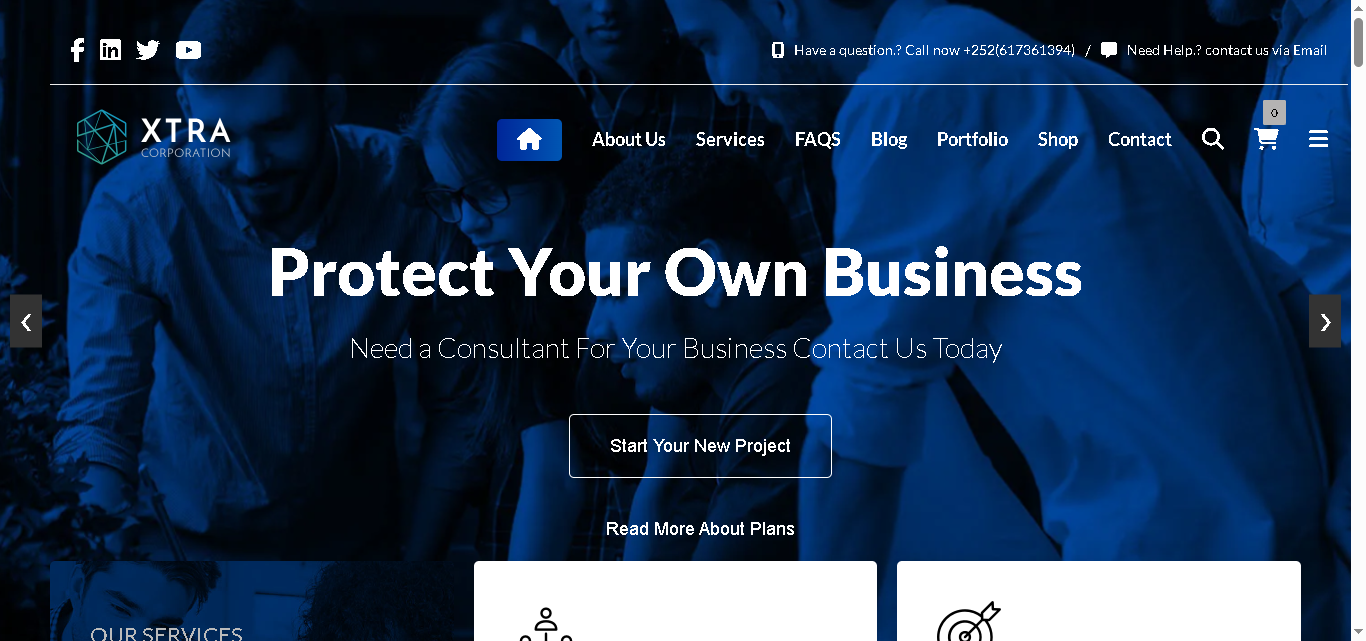 Have a question.? Call now +252(617361394) / Need Help.? contact us via Email
XTRA
CORPORATION
0
About Us Services FAQS Blog Portfolio Shop Contact
Protect Your Own Business
Need a Consultant For Your Business Contact Us Today
Start Your New Project
Read More About Plans
OUR SERVICES